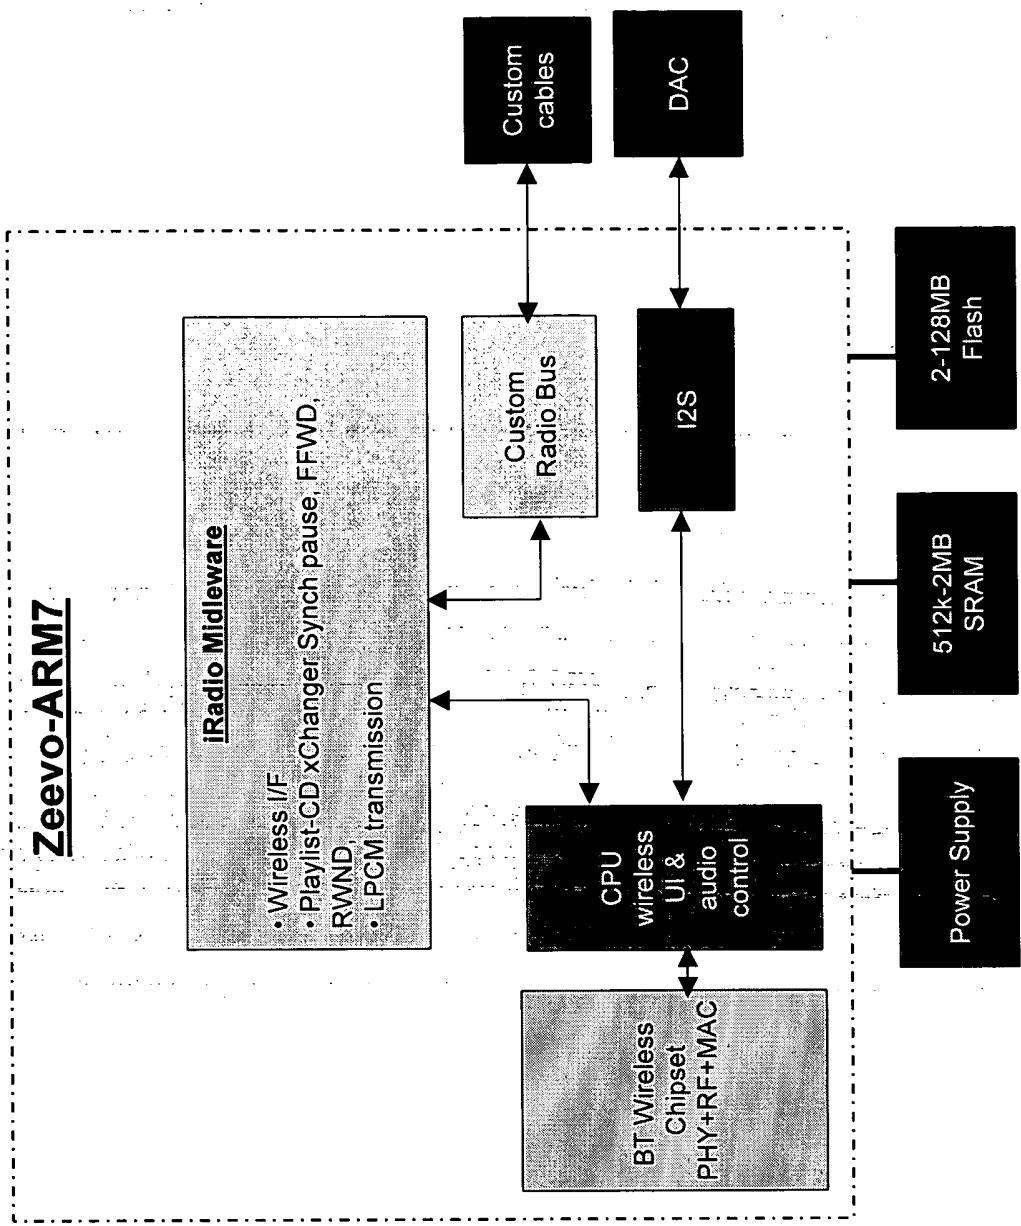 Zeevo-ARM7
iRadio Midleware
• Wireless I/F
• Playlist-CD xChanger Synch pause, FFWD,
RWND,
• LPCM transmission
Custom
cables
Custom
Radio Bus
DAC
I2S
CPU
wireless
UI &
audio
control
BT Wireless
Chipset
PHY+RF+MAC
Power Supply
512k-2MB
SRAM
2-128MB
Flash